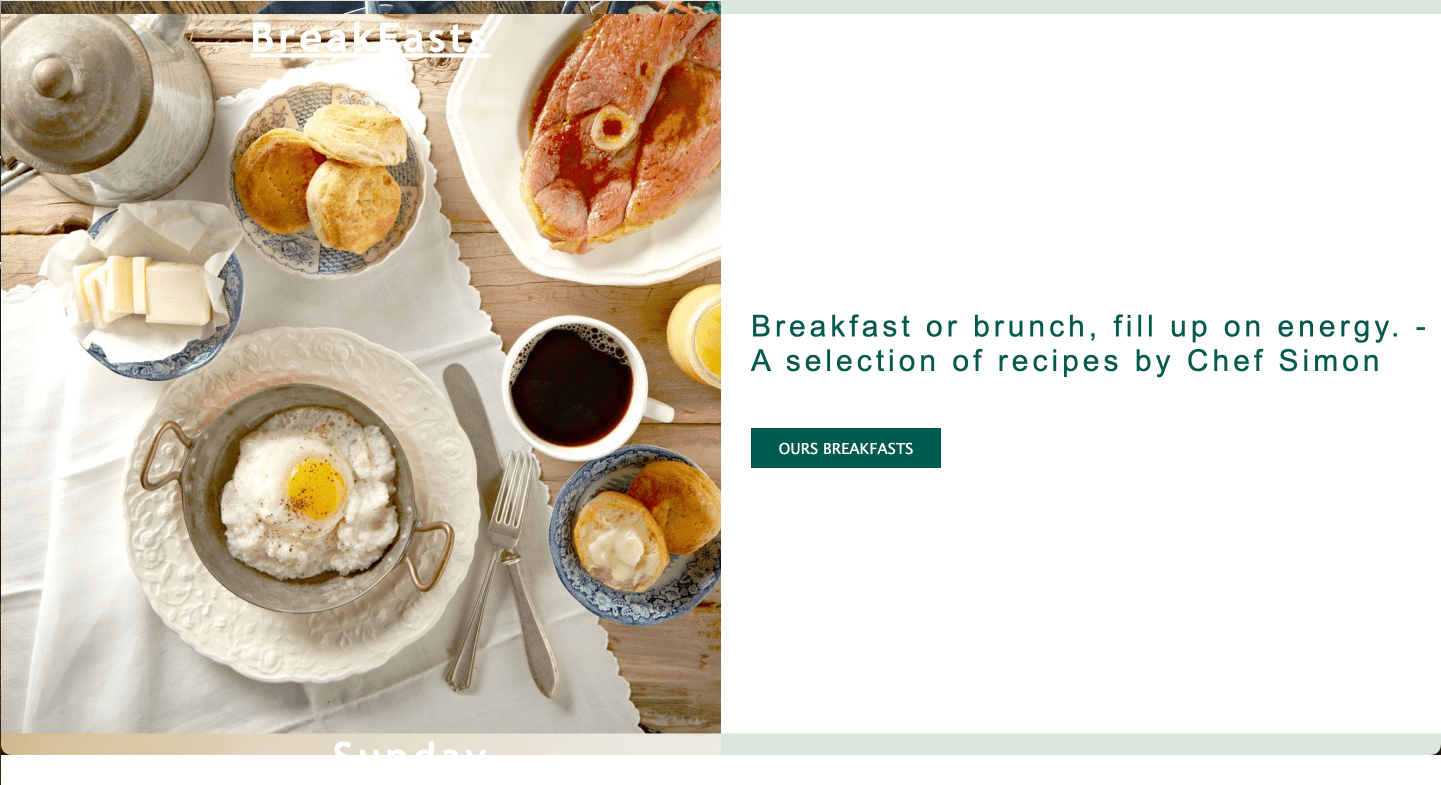 BreakFasts
Breakfast or brunch, fill up on energy. -
A selection of recipes by Chef Simon
OURS BREAKFASTS
Sunday